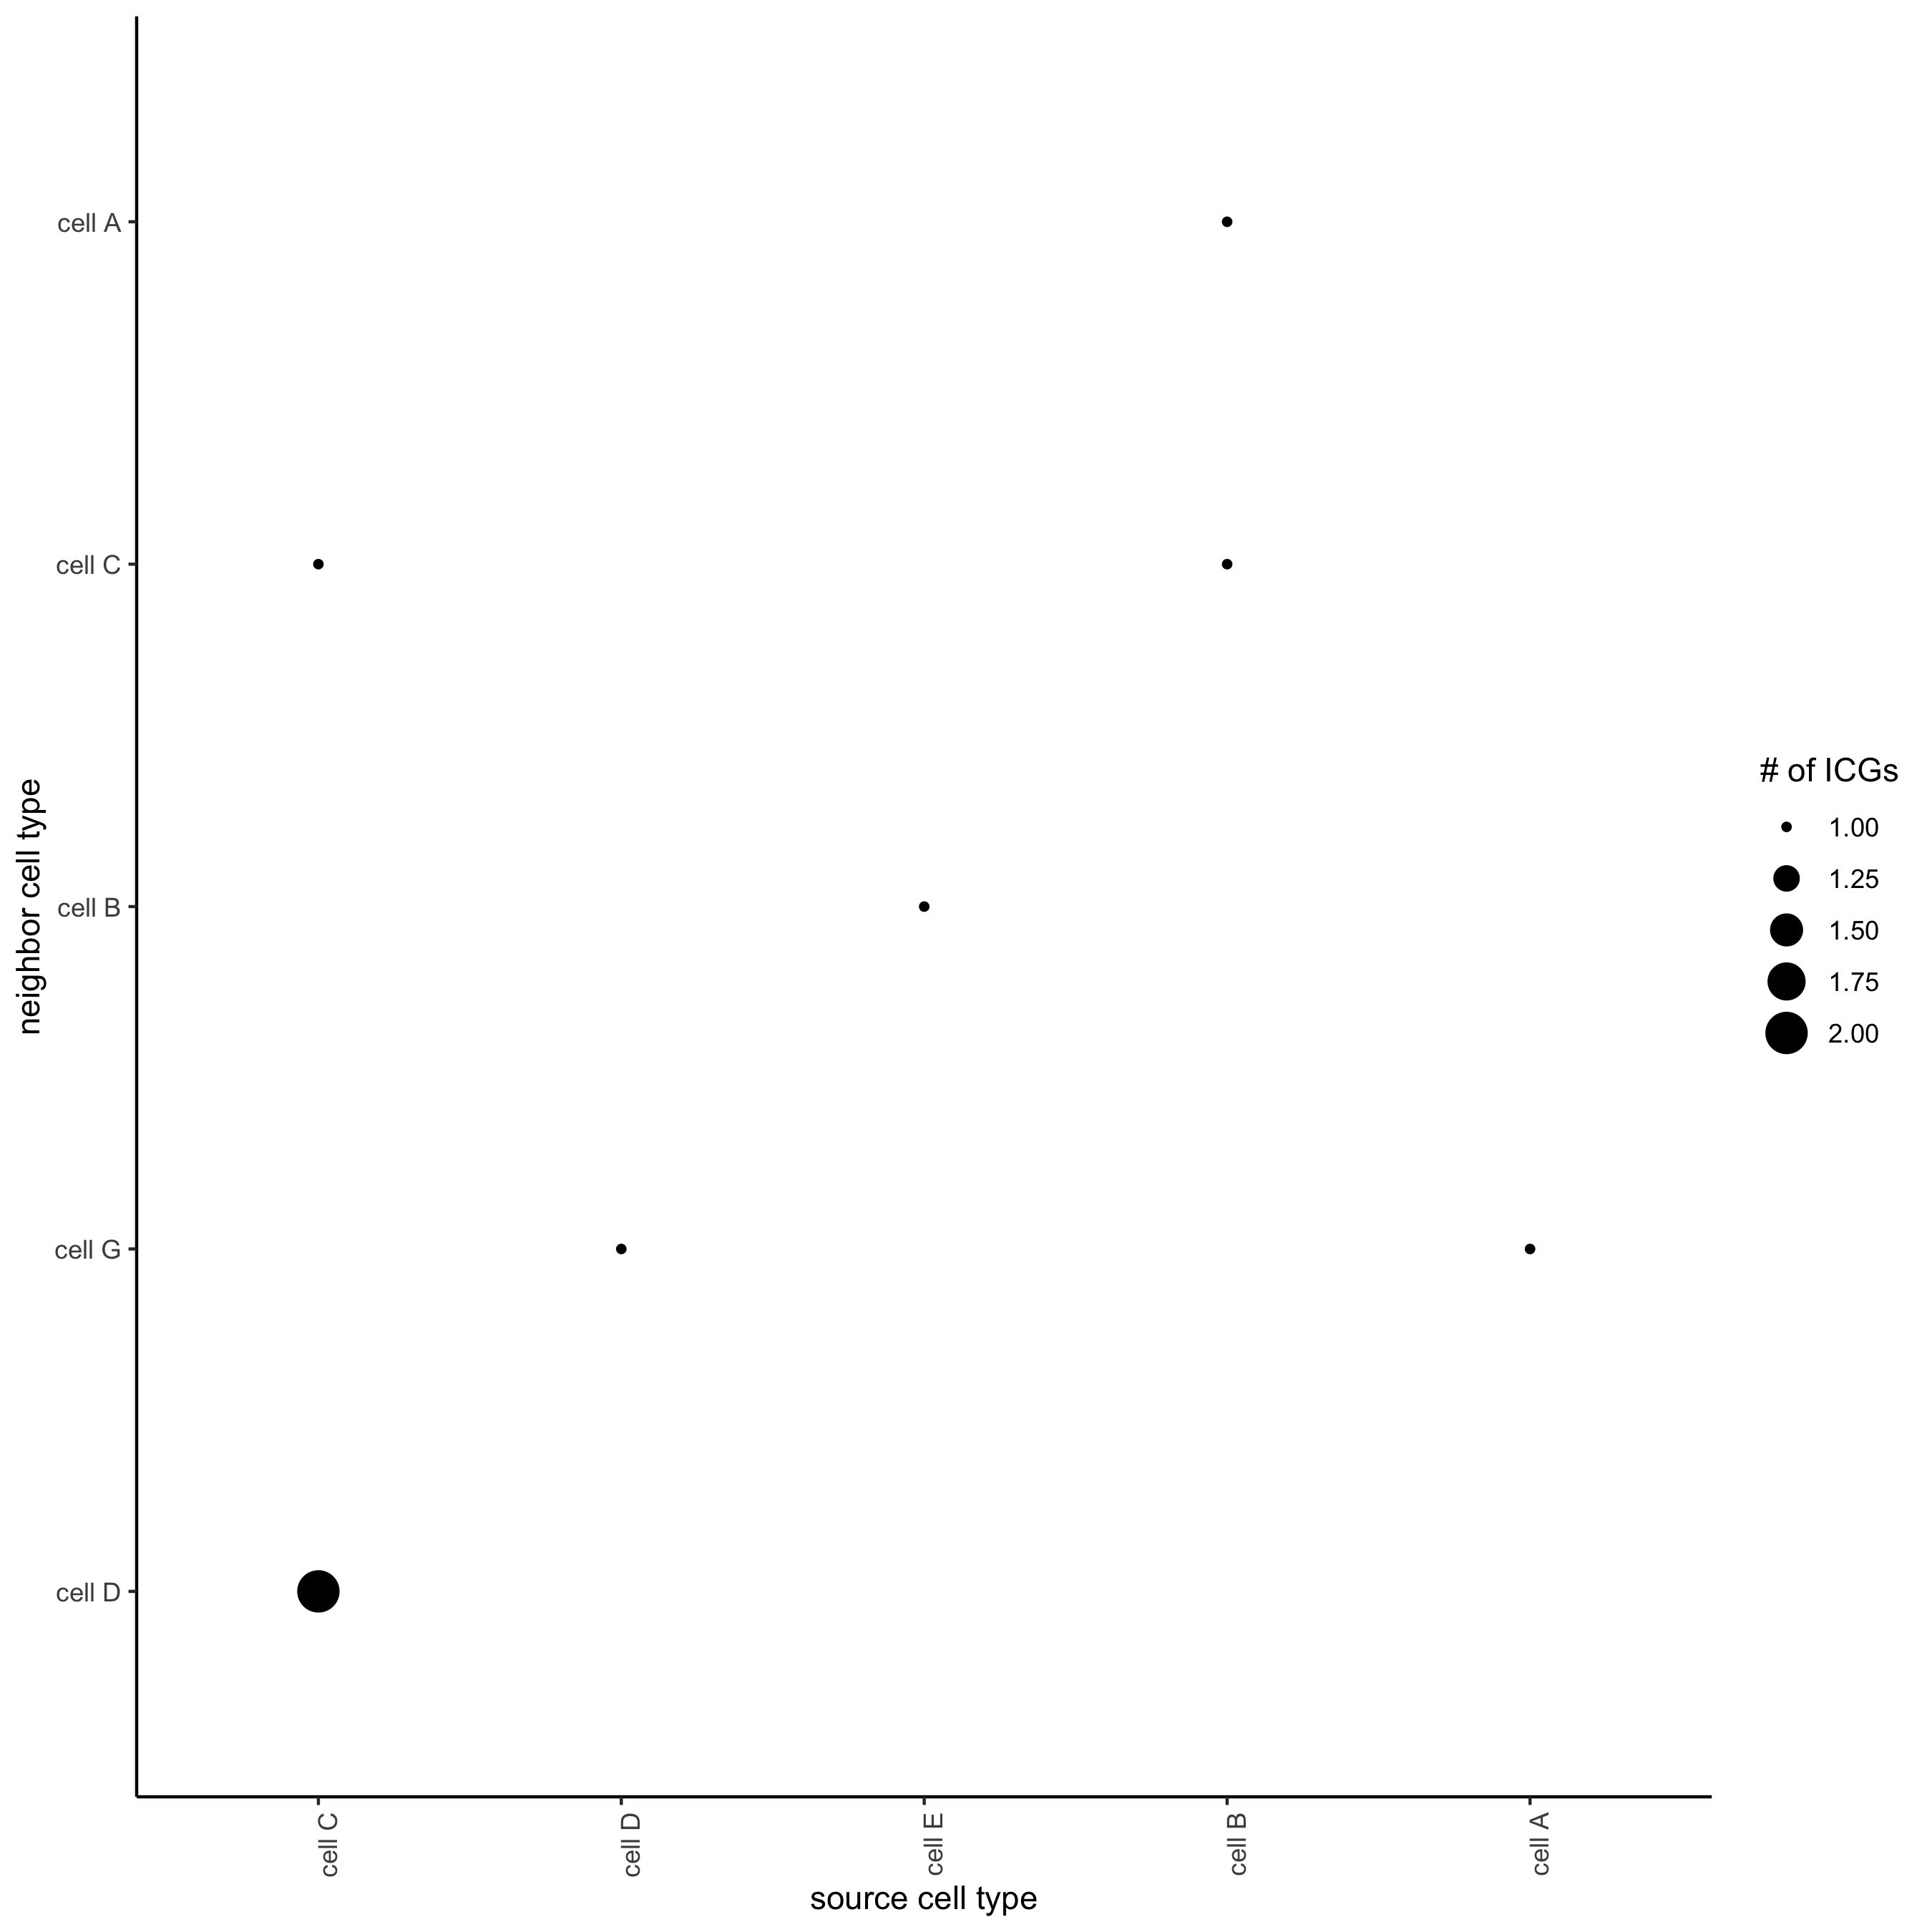 cell A
cell C
cell B
cell G
cell D
neighbor cell type
cell C
cell D
cell E
cell B
cell A
source cell type
# of ICGs
1.00
1.25
1.50
1.75
2.00